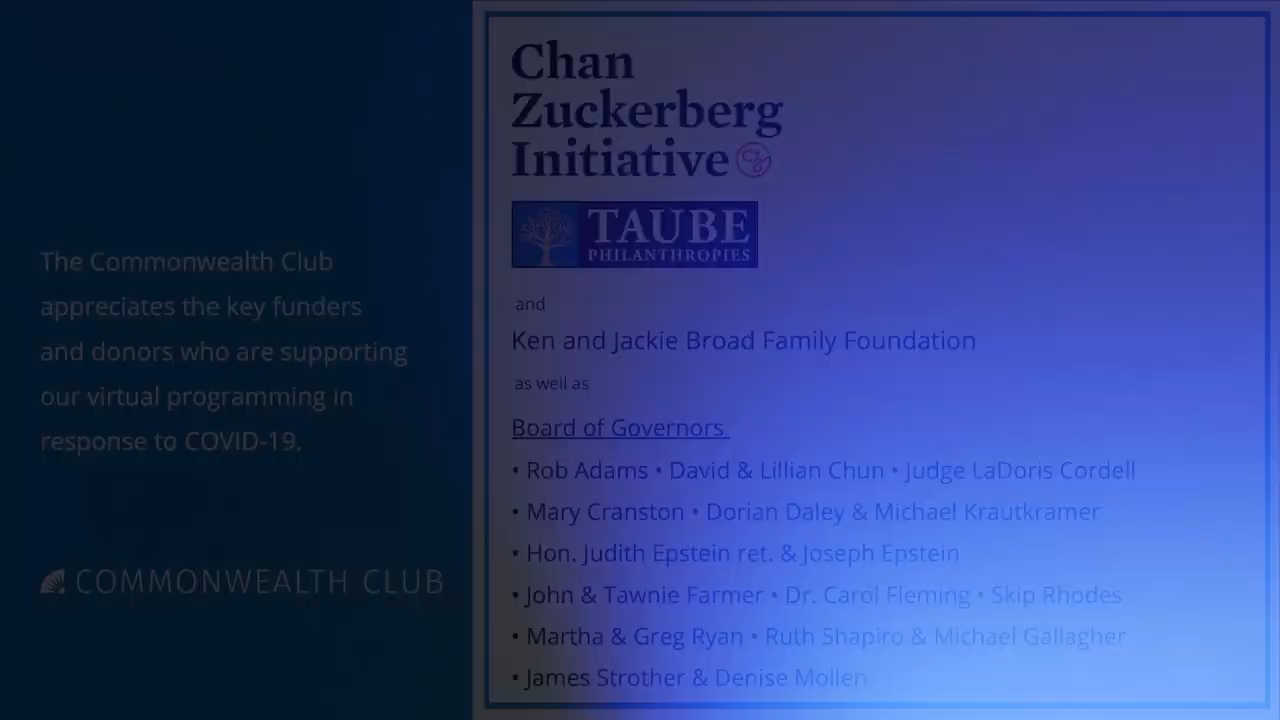 The Commonwealth Club
appreciates the key funders
and donors who are supporting
our virtual programming in
response to COVID-19.
COMMONWEALTH CLUB
Chan
Zuckerberg
Initiative
TAUBE
PHILANTHROPIES
and
Ken and Jackie Broad Family Foundation
as well as
Board of Governors
• Rob Adams • David & Lillian Chun • Judge LaDoris Cordell
• Mary Cranston • Dorian Daley & Michael Krautkramer
• Hon. Judith Epstein ret. & Joseph Epstein
• John & Tawnie Farmer • Dr. Carol Fleming • Skip Rhodes
• Martha & Greg Ryan • Ruth Shapiro & Michael Gallagher
• James Strother & Denise Mollen